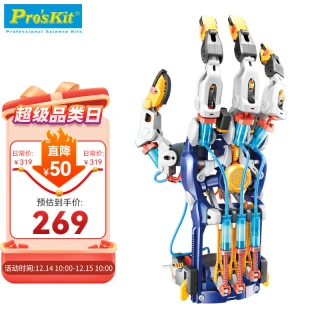 Pro'sKit®
Professional Science Kits
超级品类日
日常价:
¥319
直降
¥50
日常价:
¥319
预估到手价
269
活动时间:12.14 10:00-12.15 10:00